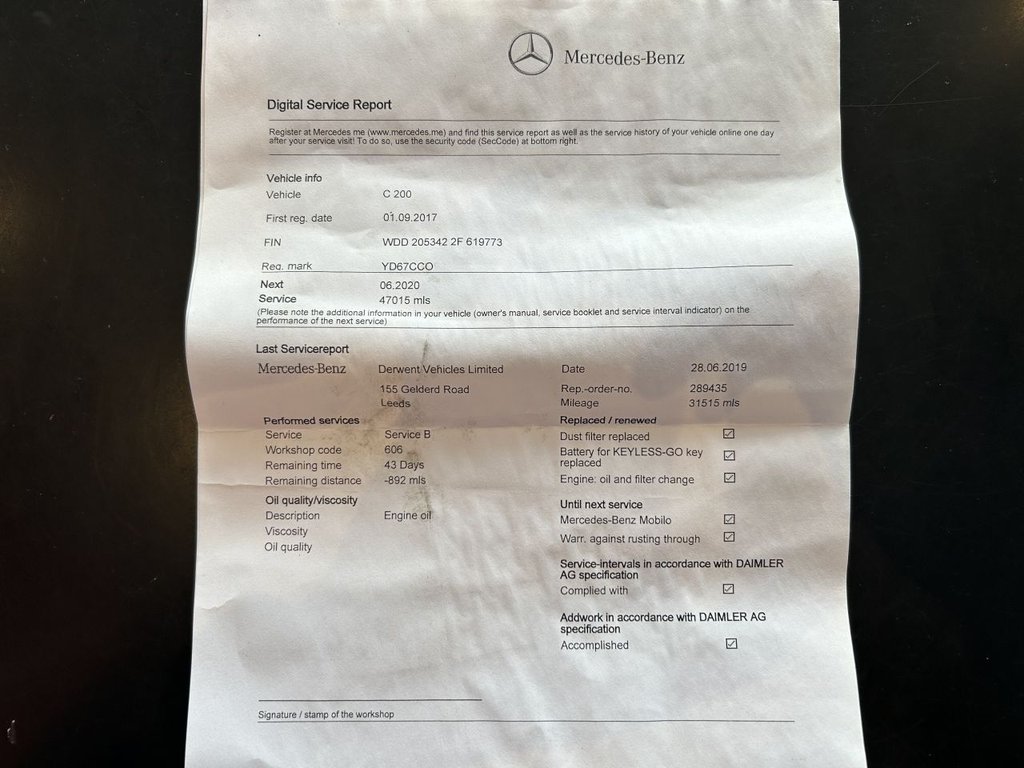 Mercedes-Benz
Digital Service Report
Register at Mercedes me (www.mercedes.me) and find this service report as well as the service history of your vehicle online one day
after your service visit! To do so, use the security code (SecCode) at bottom right.
Vehicle info
Vehicle C 200
First reg. date 01.09.2017
FIN WDD 205342 2F 619773
Reg. mark YD67CCO
Next 06.2020
Service 47015 mls
(Please note the additional information in your vehicle (owner's manual, service booklet and service interval indicator) on the
performance of the next service)
Last Servicereport
Mercedes-Benz Derwent Vehicles Limited Date 28.06.2019
155 Gelderd Road Rep.-order-no. 289435
Leeds Mileage 31515 mls
Performed services Replaced / renewed
Service Service B Dust filter replaced ☑
Workshop code 606 Battery for KEYLESS-GO key
replaced ☑
Remaining time 43 Days
Remaining distance -892 mls Engine: oil and filter change ☑
Oil quality/viscosity Until next service
Description Engine oil Mercedes-Benz Mobilo ☑
Viscosity Warr. against rusting through ☑
Oil quality
Service-intervals in accordance with DAIMLER
AG specification
Complied with ☑
Addwork in accordance with DAIMLER AG
specification
Accomplished ☑
Signature / stamp of the workshop